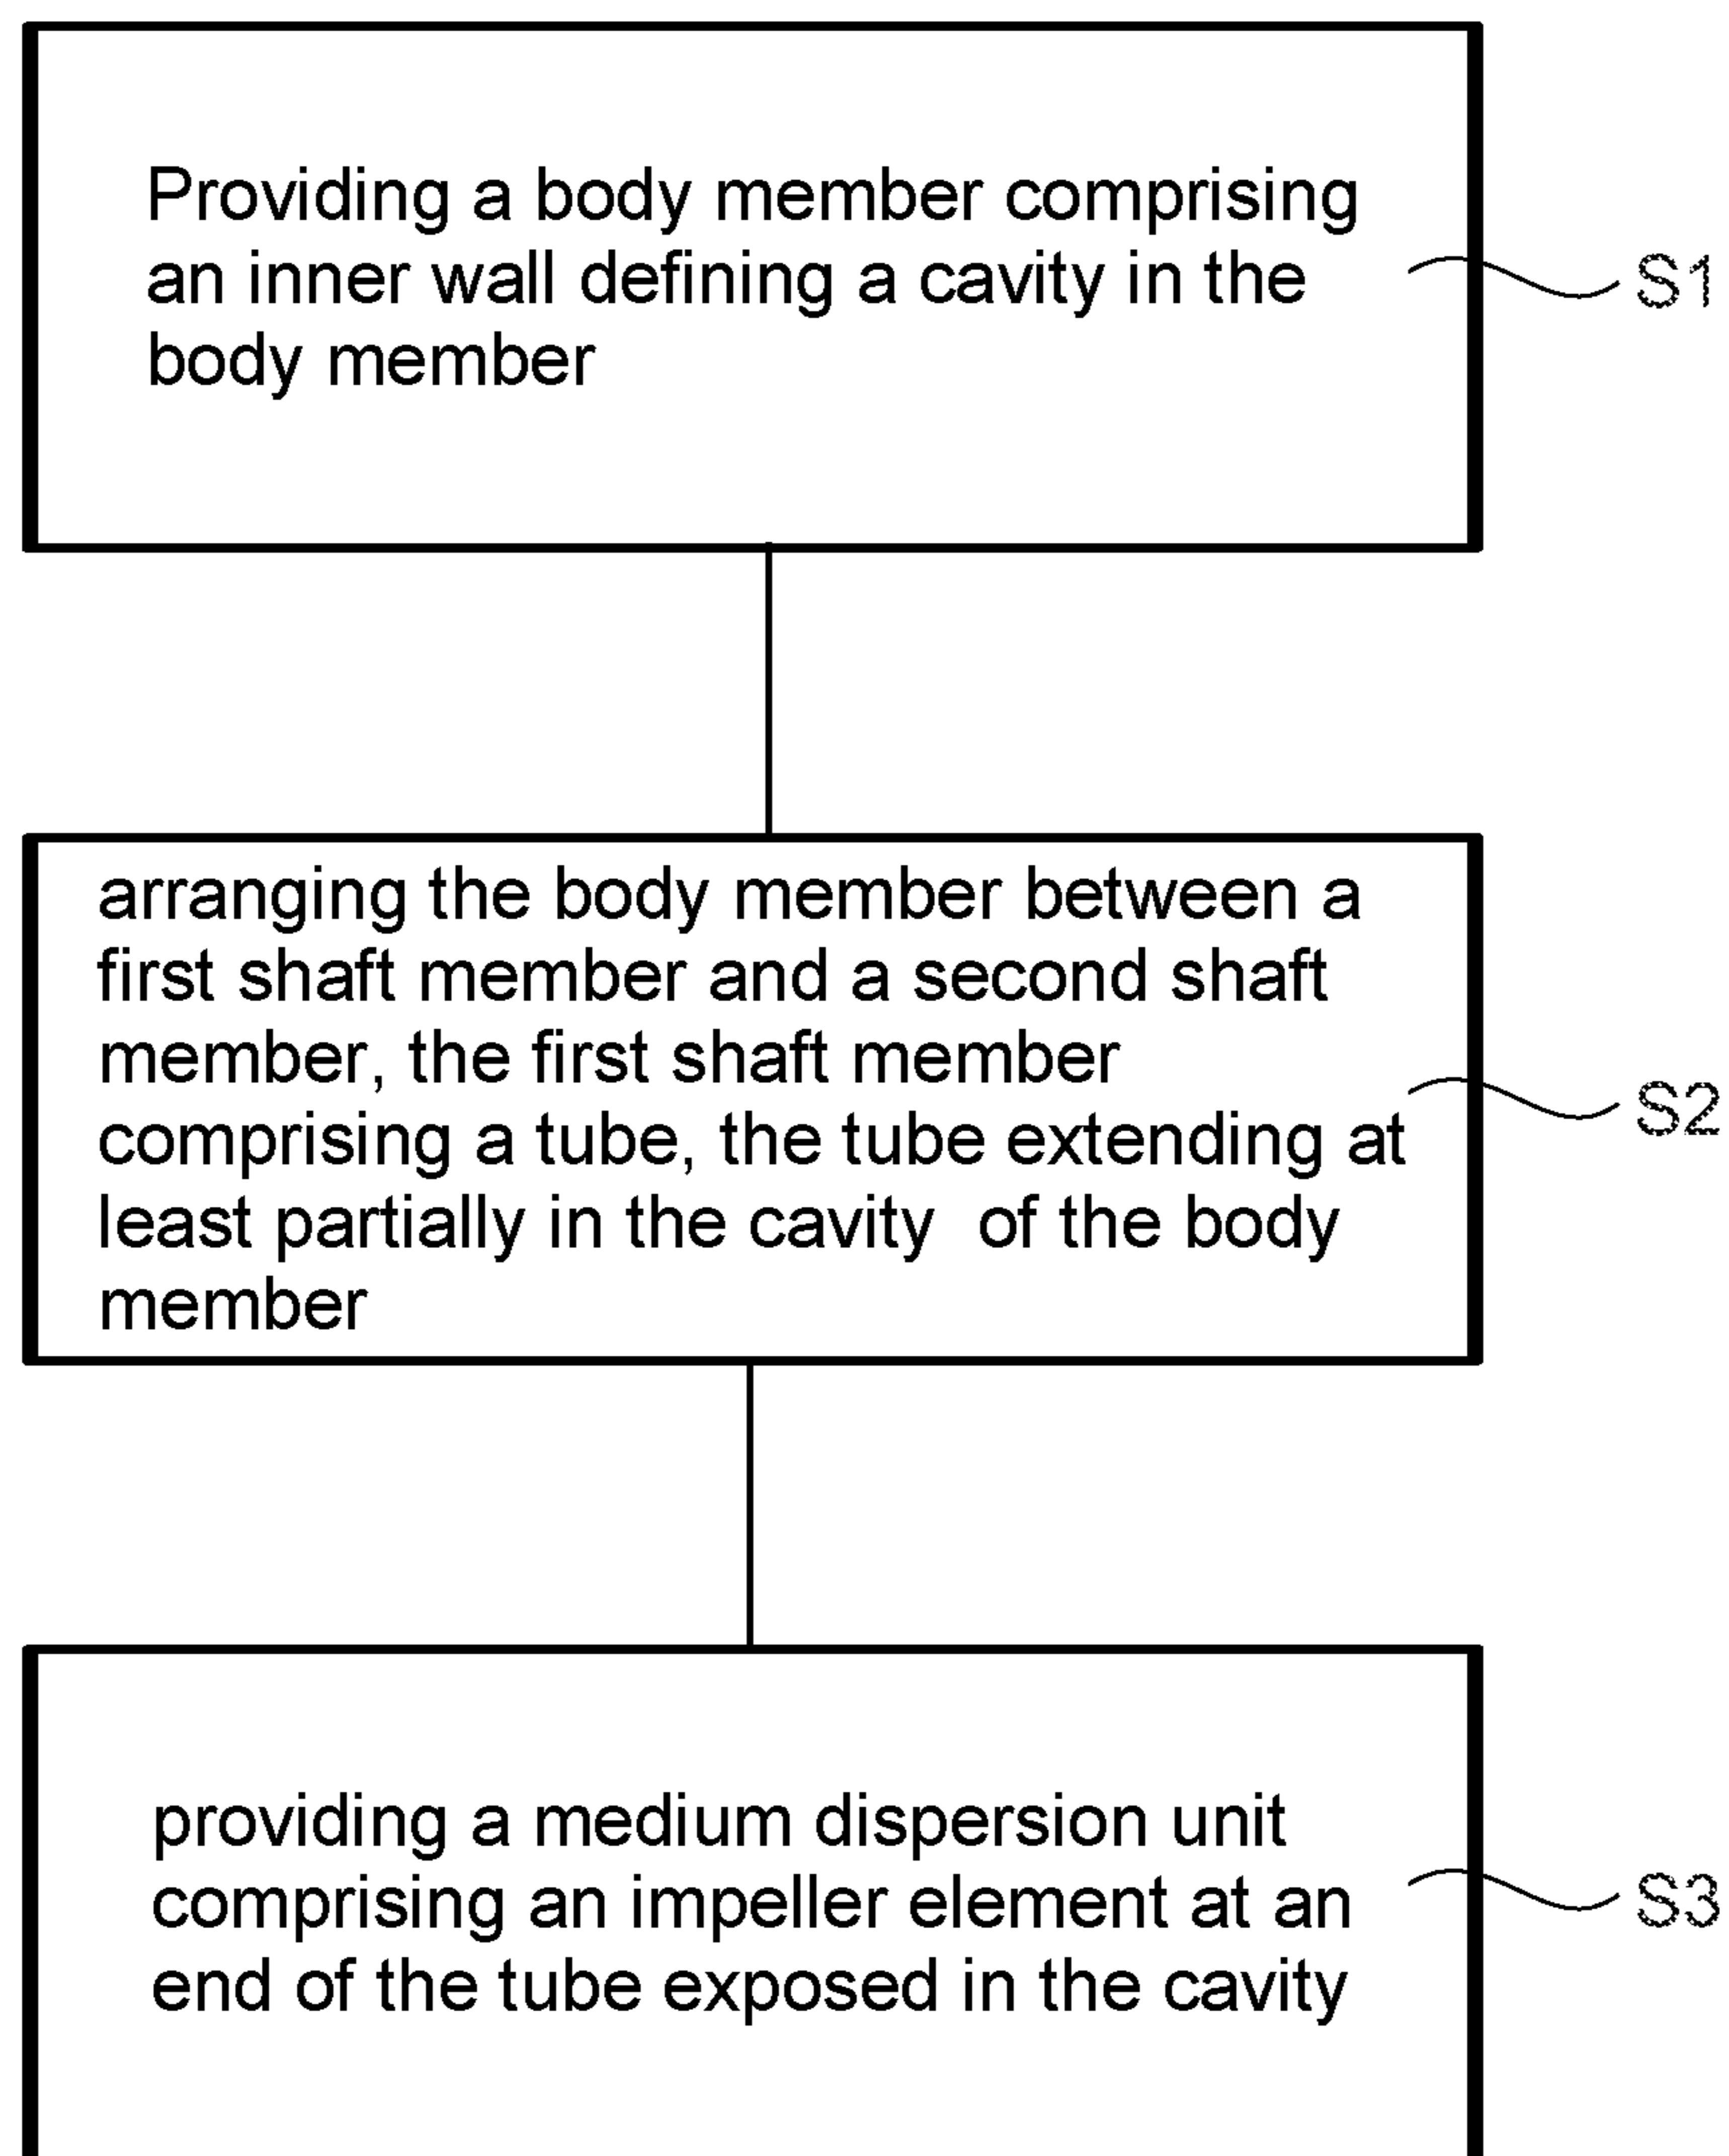 Providing a body member comprising
an inner wall defining a cavity in the
body member
S1
arranging the body member between a
first shaft member and a second shaft
member, the first shaft member
comprising a tube, the tube extending at
least partially in the cavity of the body
member
S2
providing a medium dispersion unit
comprising an impeller element at an
end of the tube exposed in the cavity
S3